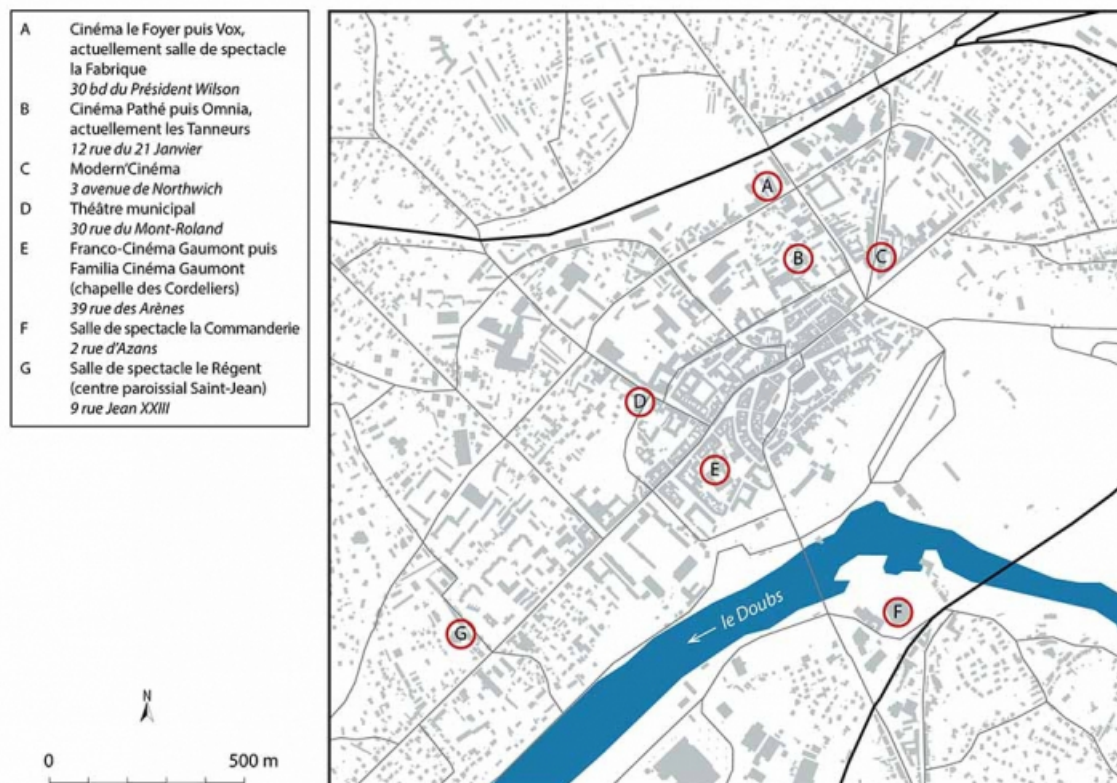 A Cinéma le Foyer puis Vox,
actuellement salle de spectacle
la Fabrique
30 bd du Président Wilson
B Cinéma Pathé puis Omnia,
actuellement les Tanneurs
12 rue du 21 Janvier
C Modern'Cinéma
3 avenue de Northwich
D Théâtre municipal
30 rue du Mont-Roland
E Franco-Cinéma Gaumont puis
Familia Cinéma Gaumont
(chapelle des Cordeliers)
39 rue des Arènes
F Salle de spectacle la Commanderie
2 rue d'Azans
G Salle de spectacle le Régent
(centre paroissial Saint-Jean)
9 rue Jean XXIII
N
0 500 m
A
B
C
D
E
← le Doubs
F
G